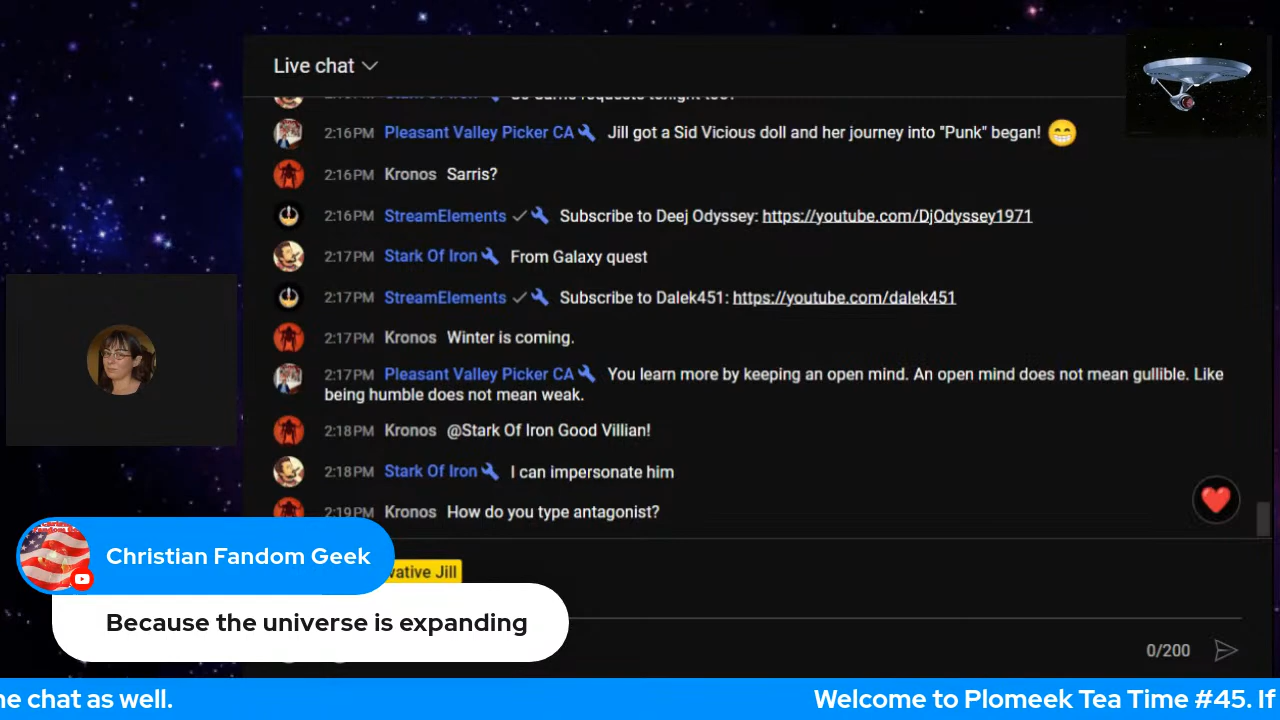 Live chat
2:16PM Pleasant Valley Picker CA Jill got a Sid Vicious doll and her journey into "Punk" began!
2:16PM Kronos Sarris?
2:16PM StreamElements Subscribe to Deej Odyssey: https://youtube.com/DjOdyssey1971
2:17PM Stark Of Iron From Galaxy quest
2:17PM StreamElements Subscribe to Dalek451: https://youtube.com/dalek451
2:17PM Kronos Winter is coming.
2:17PM Pleasant Valley Picker CA You learn more by keeping an open mind. An open mind does not mean gullible. Like
being humble does not mean weak.
2:18PM Kronos @Stark Of Iron Good Villian!
2:18PM Stark Of Iron I can impersonate him
2:19PM Kronos How do you type antagonist?
Christian Fandom Geek
vative Jill
Because the universe is expanding
0/200
ne chat as well. Welcome to Plomeek Tea Time #45. If